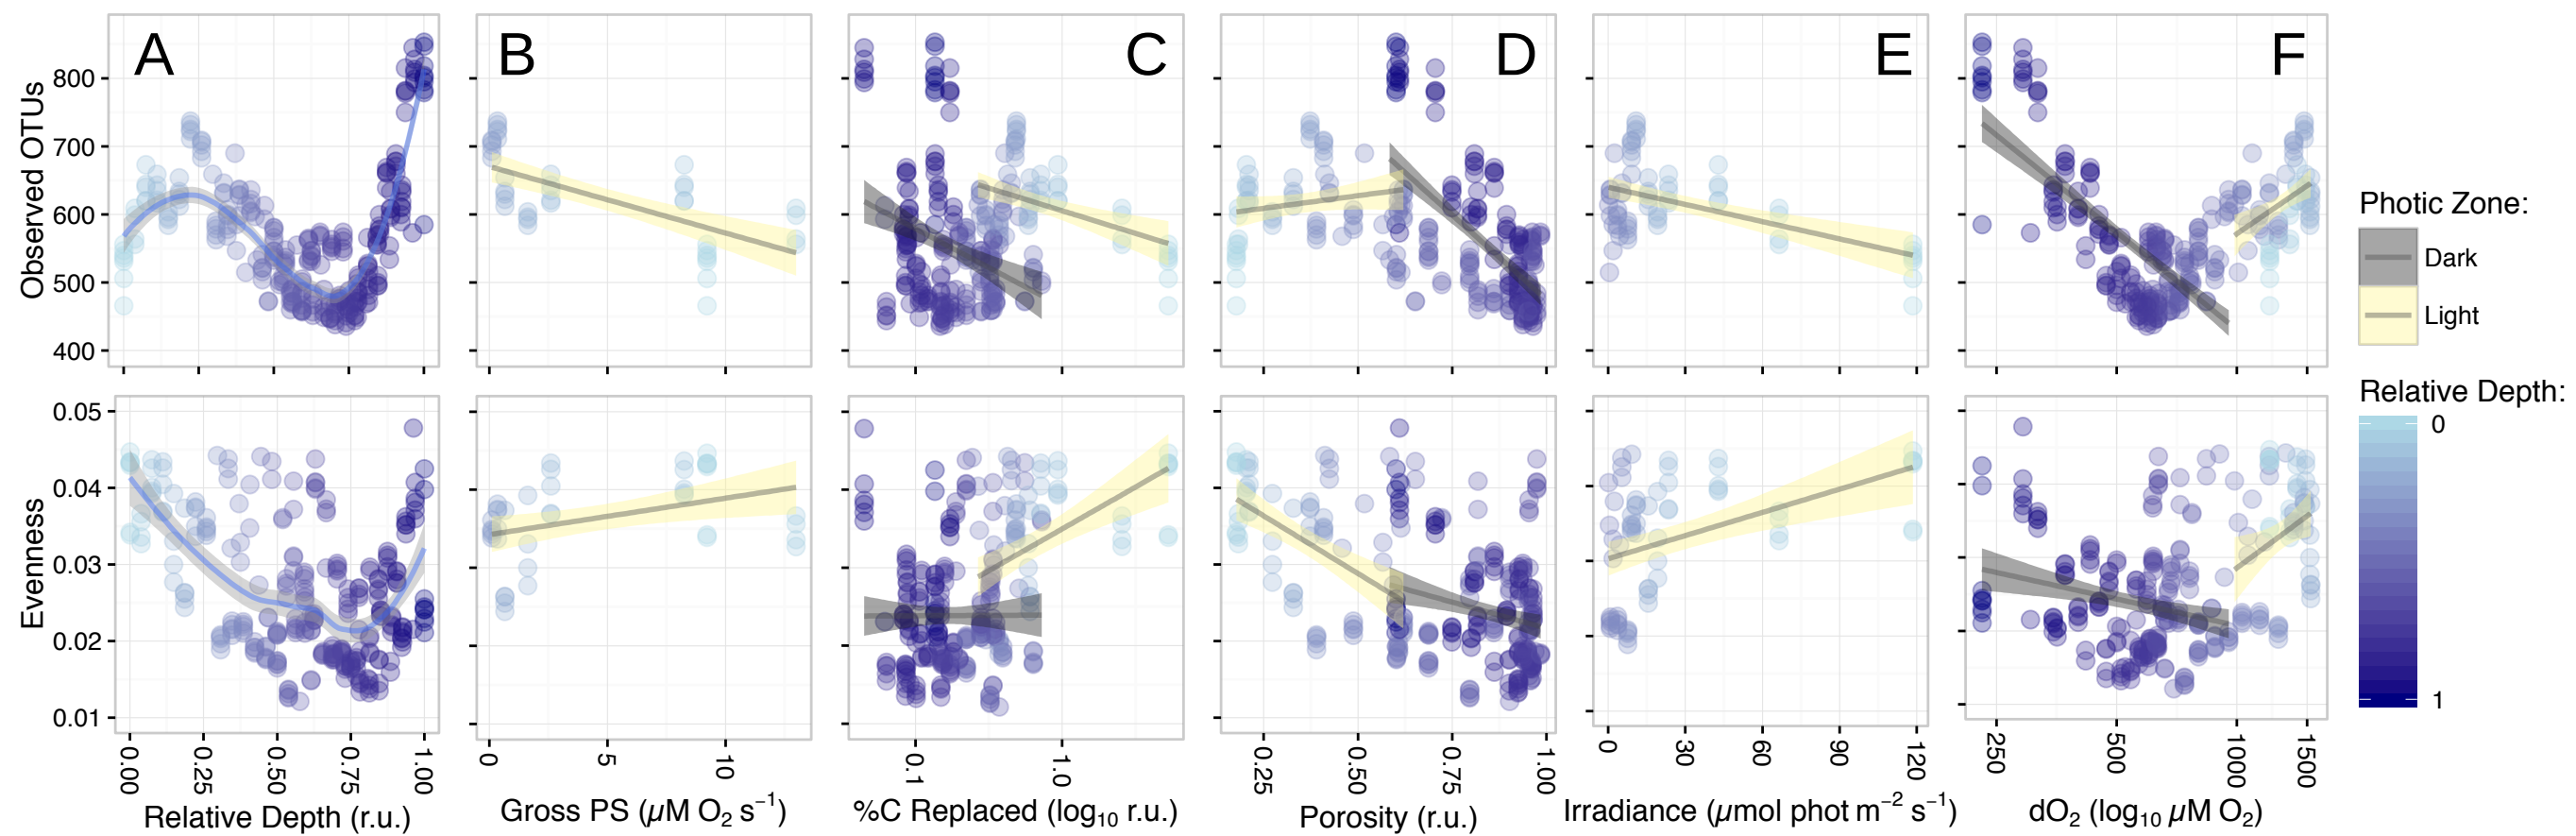 A B C D E F
Observed OTUs
800
700
600
500
400
Evenness
0.05
0.04
0.03
0.02
0.01
0.00 0.25 0.50 0.75 1.00
Relative Depth (r.u.)
0 5 10
Gross PS (µM O₂ s⁻¹)
0.1 1.0
%C Replaced (log₁₀ r.u.)
0.25 0.50 0.75 1.00
Porosity (r.u.)
0 30 60 90 120
Irradiance (µmol phot m⁻² s⁻¹)
250 500 1000 1500
dO₂ (log₁₀ µM O₂)
Photic Zone:
Dark
Light
Relative Depth:
0
1